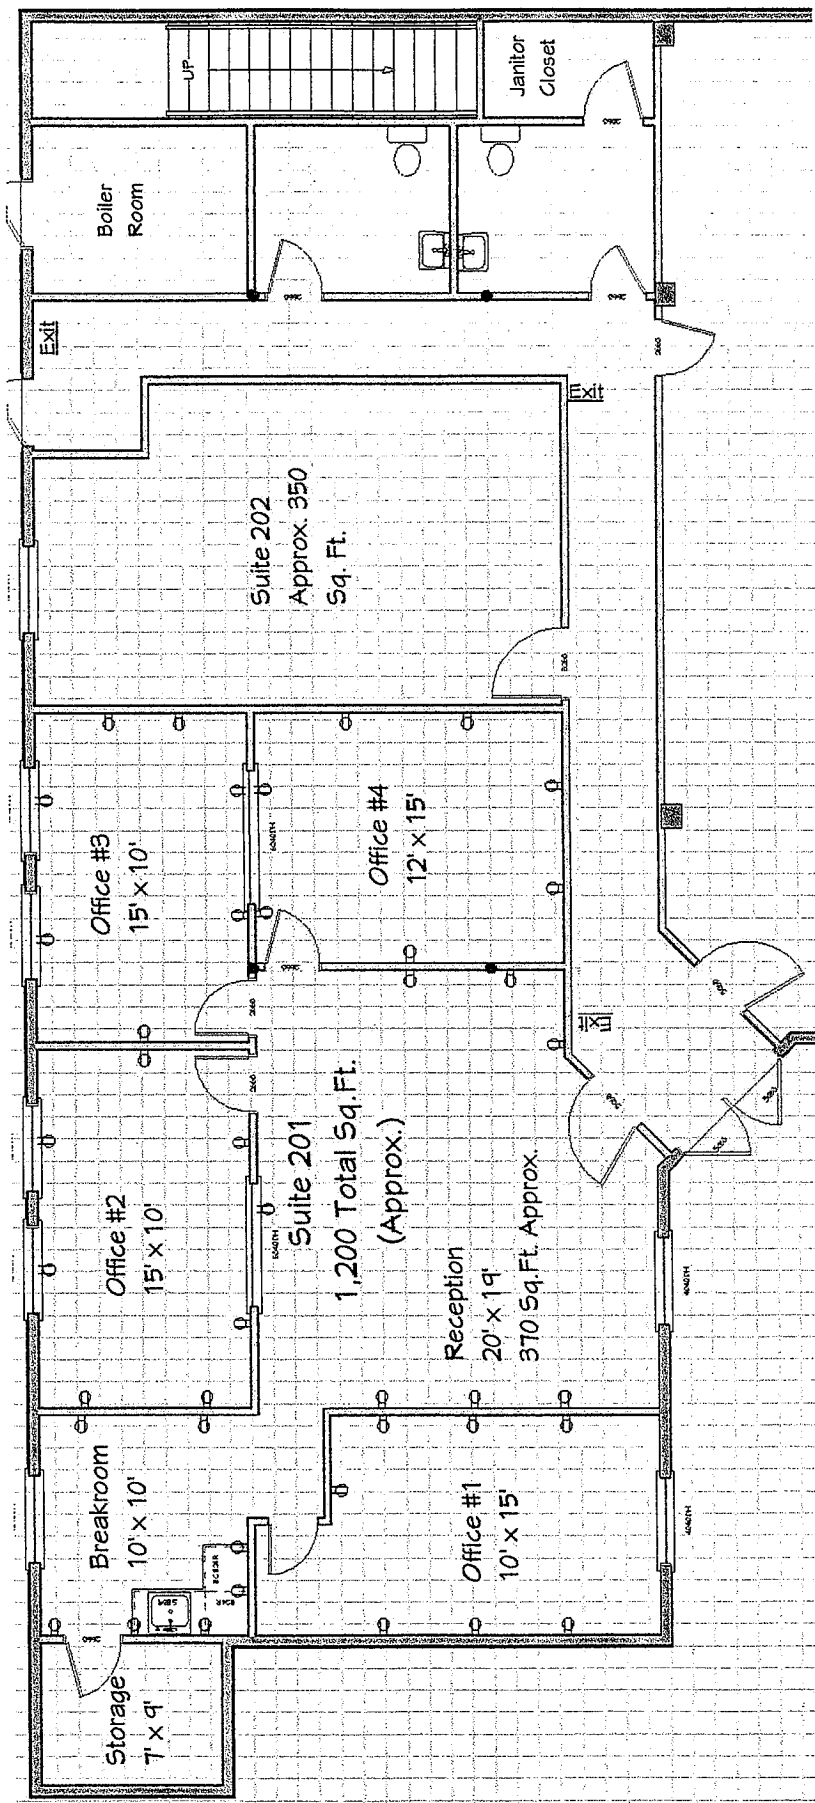 UP
Janitor
Closet
Boiler
Room
Exit
Exit
Suite 202
Approx. 350
Sq. Ft.
Office #3
15' x 10'
Office #4
12' x 15'
Exit
Suite 201
1,200 Total Sq.Ft.
(Approx.)
Office #2
15' x 10'
Reception
20' x 19'
370 Sq.Ft. Approx.
Breakroom
10' x 10'
Office #1
10' x 15'
Storage
7' x 9'